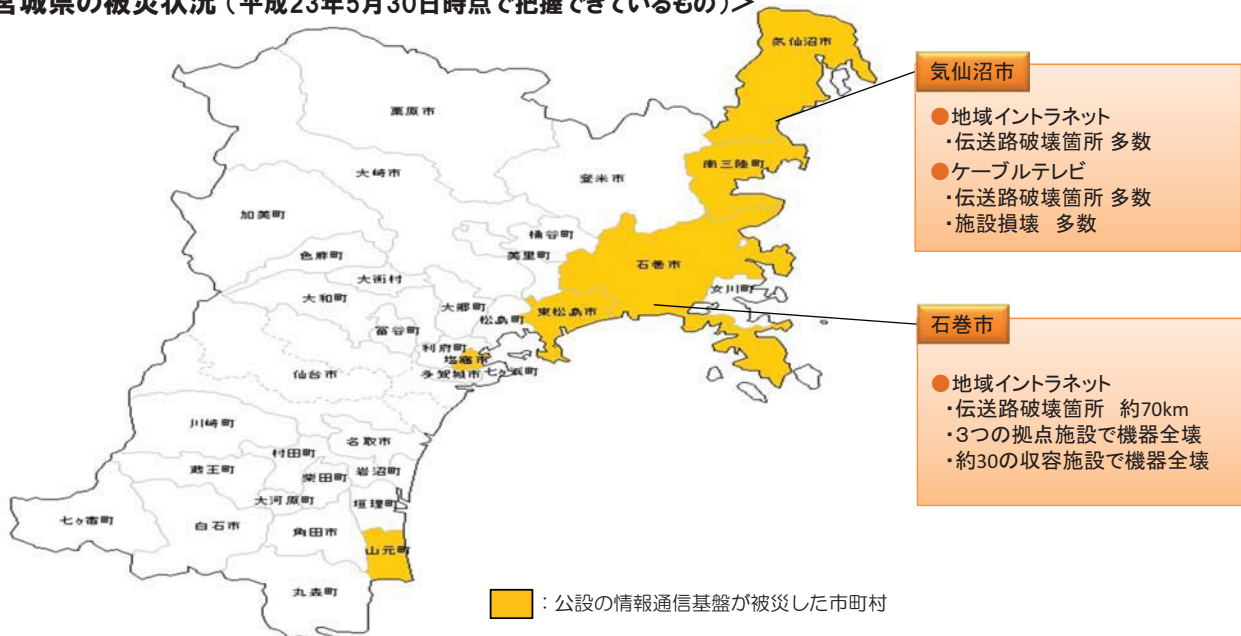 宮城県の被災状況（平成23年5月30日時点で把握できているもの）＞
気仙沼市
栗原市
南三陸町
登米市
大崎市
加美町
涌谷町
美里町
色麻町
石巻市
女川町
大衡村
大和町
大郷町
松島町
東松島市
富谷町
利府町
塩竈市
多賀城市
七ヶ浜町
仙台市
川崎町
名取市
村田町
岩沼町
蔵王町
柴田町
大河原町
亘理町
七ヶ宿町
白石市
角田市
山元町
丸森町
気仙沼市
●地域イントラネット
・伝送路破壊箇所 多数
●ケーブルテレビ
・伝送路破壊箇所 多数
・施設損壊 多数
石巻市
●地域イントラネット
・伝送路破壊箇所 約70km
・3つの拠点施設で機器全壊
・約30の収容施設で機器全壊
：公設の情報通信基盤が被災した市町村